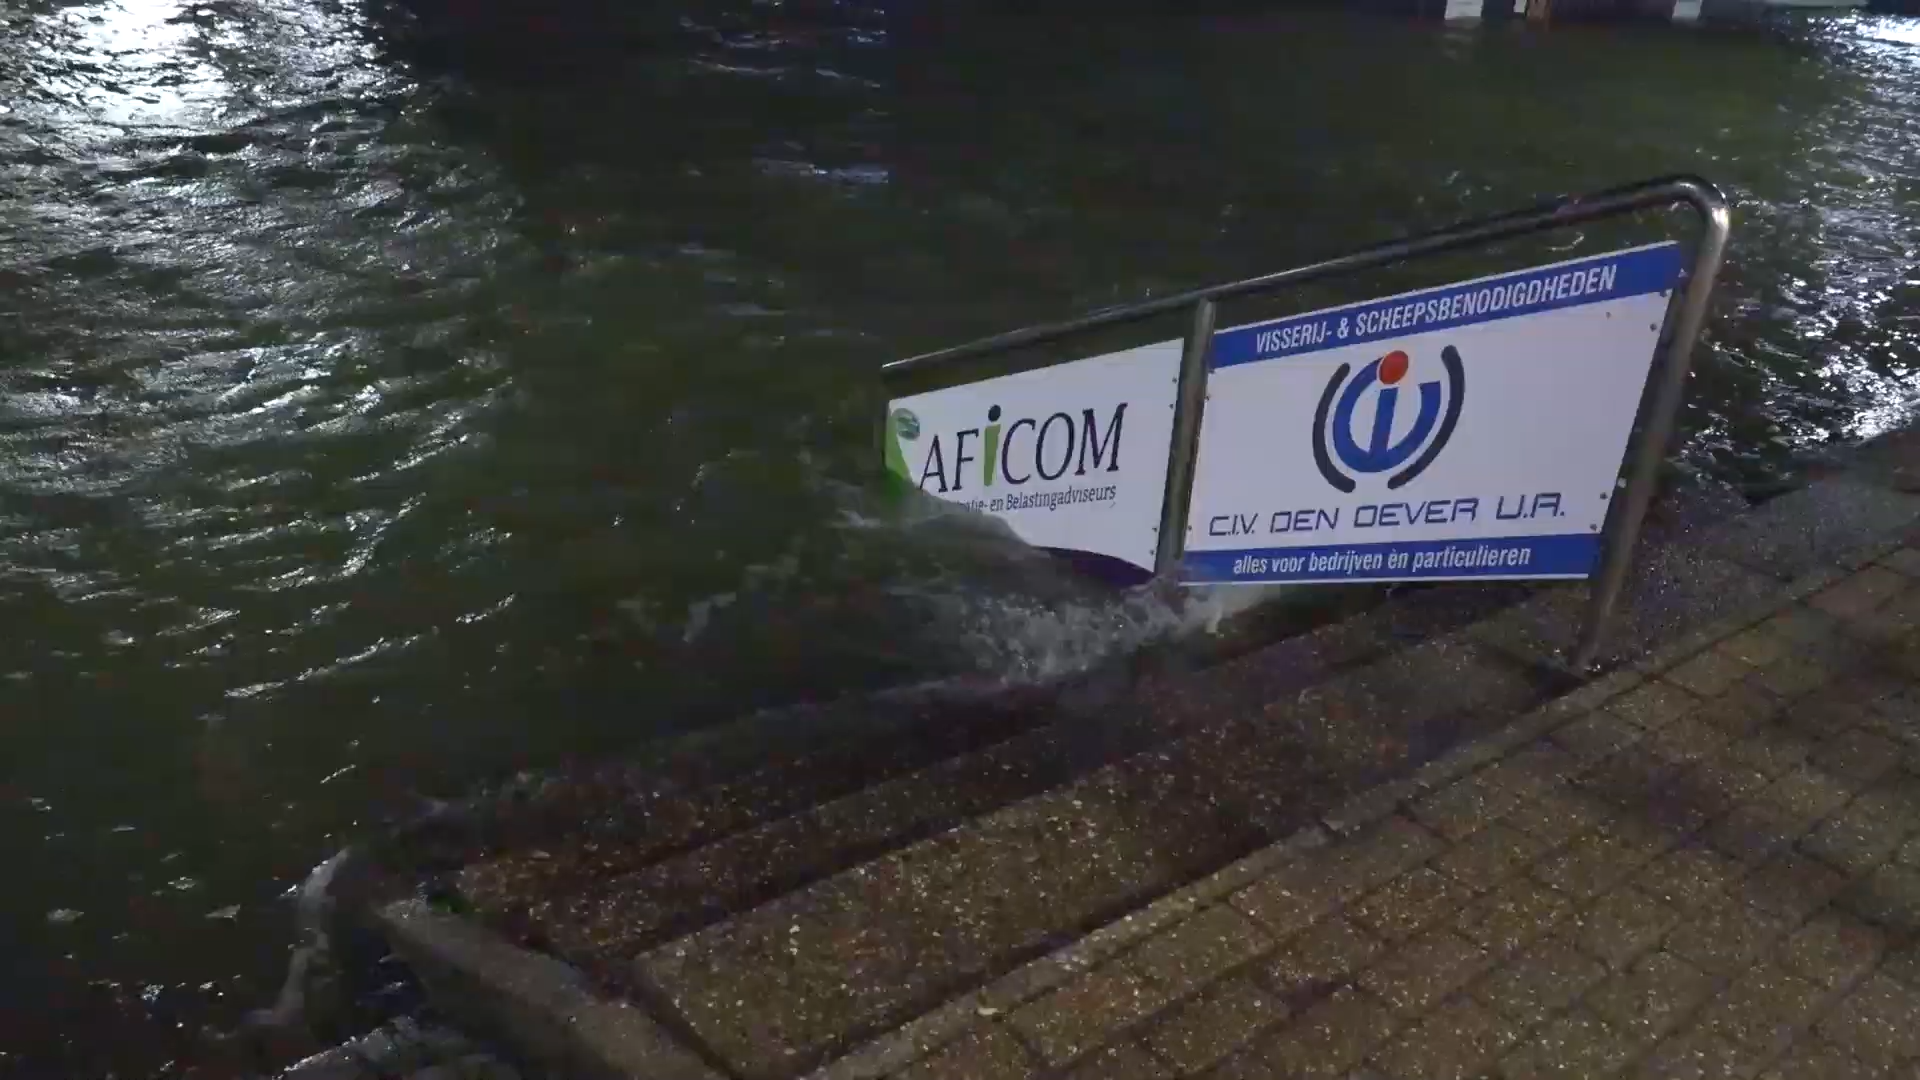 AFiCOM
en Belastingadviseurs
VISSERIJ- & SCHEEPSBENODIGDHEDEN
C.I.V. DEN OEVER U.A.
alles voor bedrijven èn particulieren